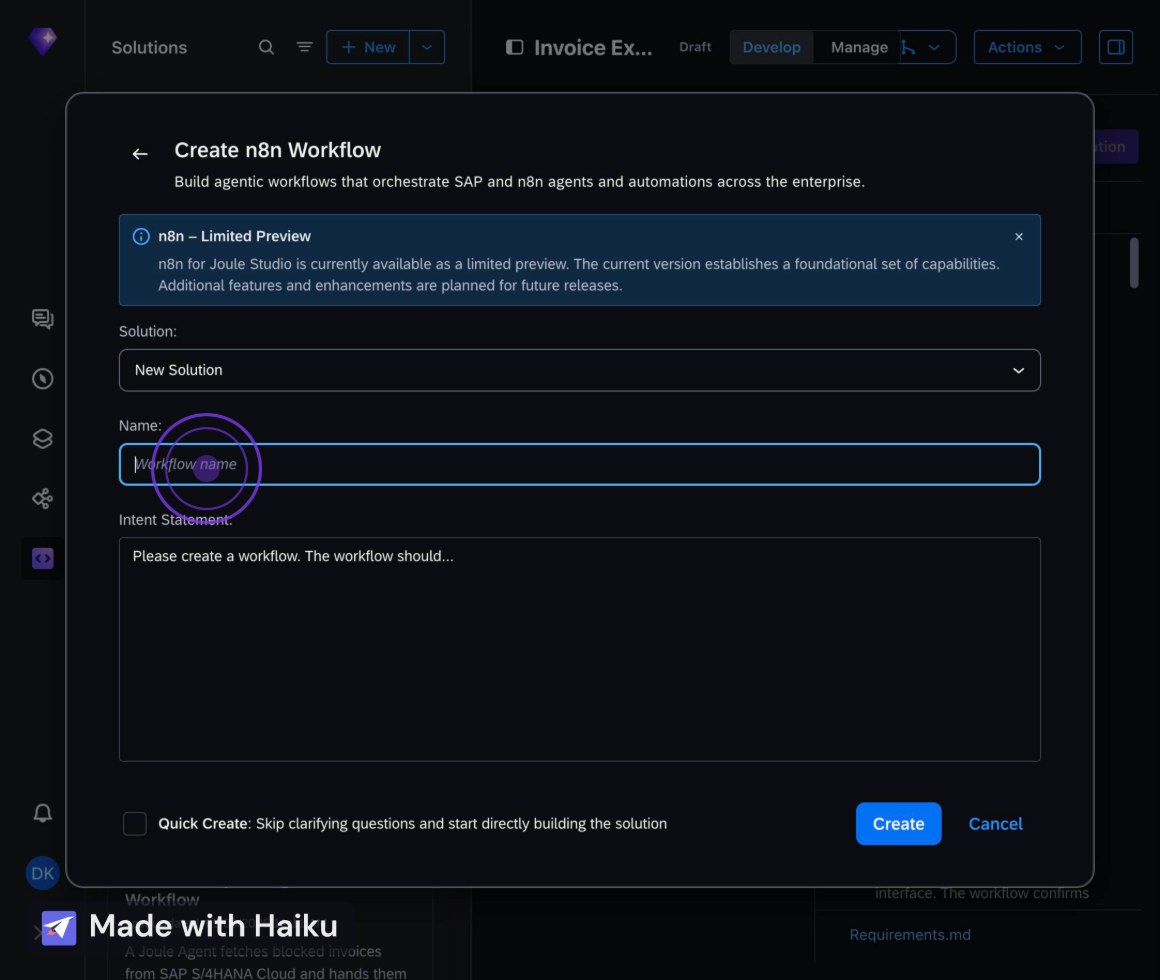 Solutions
New
Invoice Ex...
Draft
Develop
Manage
Actions
Create n8n Workflow
Build agentic workflows that orchestrate SAP and n8n agents and automations across the enterprise.
n8n – Limited Preview
n8n for Joule Studio is currently available as a limited preview. The current version establishes a foundational set of capabilities.
Additional features and enhancements are planned for future releases.
Solution:
New Solution
Name:
Workflow name
Intent Statement:
Please create a workflow. The workflow should...
Quick Create: Skip clarifying questions and start directly building the solution
Create
Cancel
DK
Workflow
interface. The workflow confirms
Made with Haiku
Requirements.md
A Joule Agent fetches blocked invoices
from SAP S/4HANA Cloud and hands them